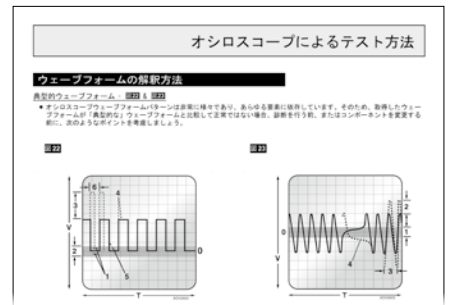 オシロスコープによるテスト方法
ウェーブフォームの解釈方法
典型的ウェーブフォーム - 図22 & 図23
● オシロスコープウェーブフォームパターンは非常に様々であり、あらゆる要素に依存しています。そのため、取得したウェー
ブフォームが「典型的な」ウェーブフォームと比較して正常ではない場合、診断を行う前、またはコンポーネントを変更する
前に、次のようなポイントを考慮しましょう。
図22
図23
6
4
3
V
2
0
1
5
T
0
V
2
1
4
3
T